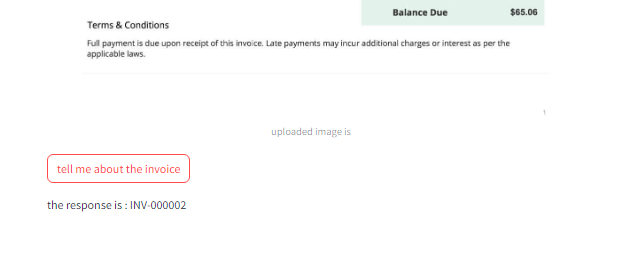 Balance Due $65.06
Terms & Conditions
Full payment is due upon receipt of this invoice. Late payments may incur additional charges or interest as per the
applicable laws.
1
uploaded image is
tell me about the invoice
the response is : INV-000002